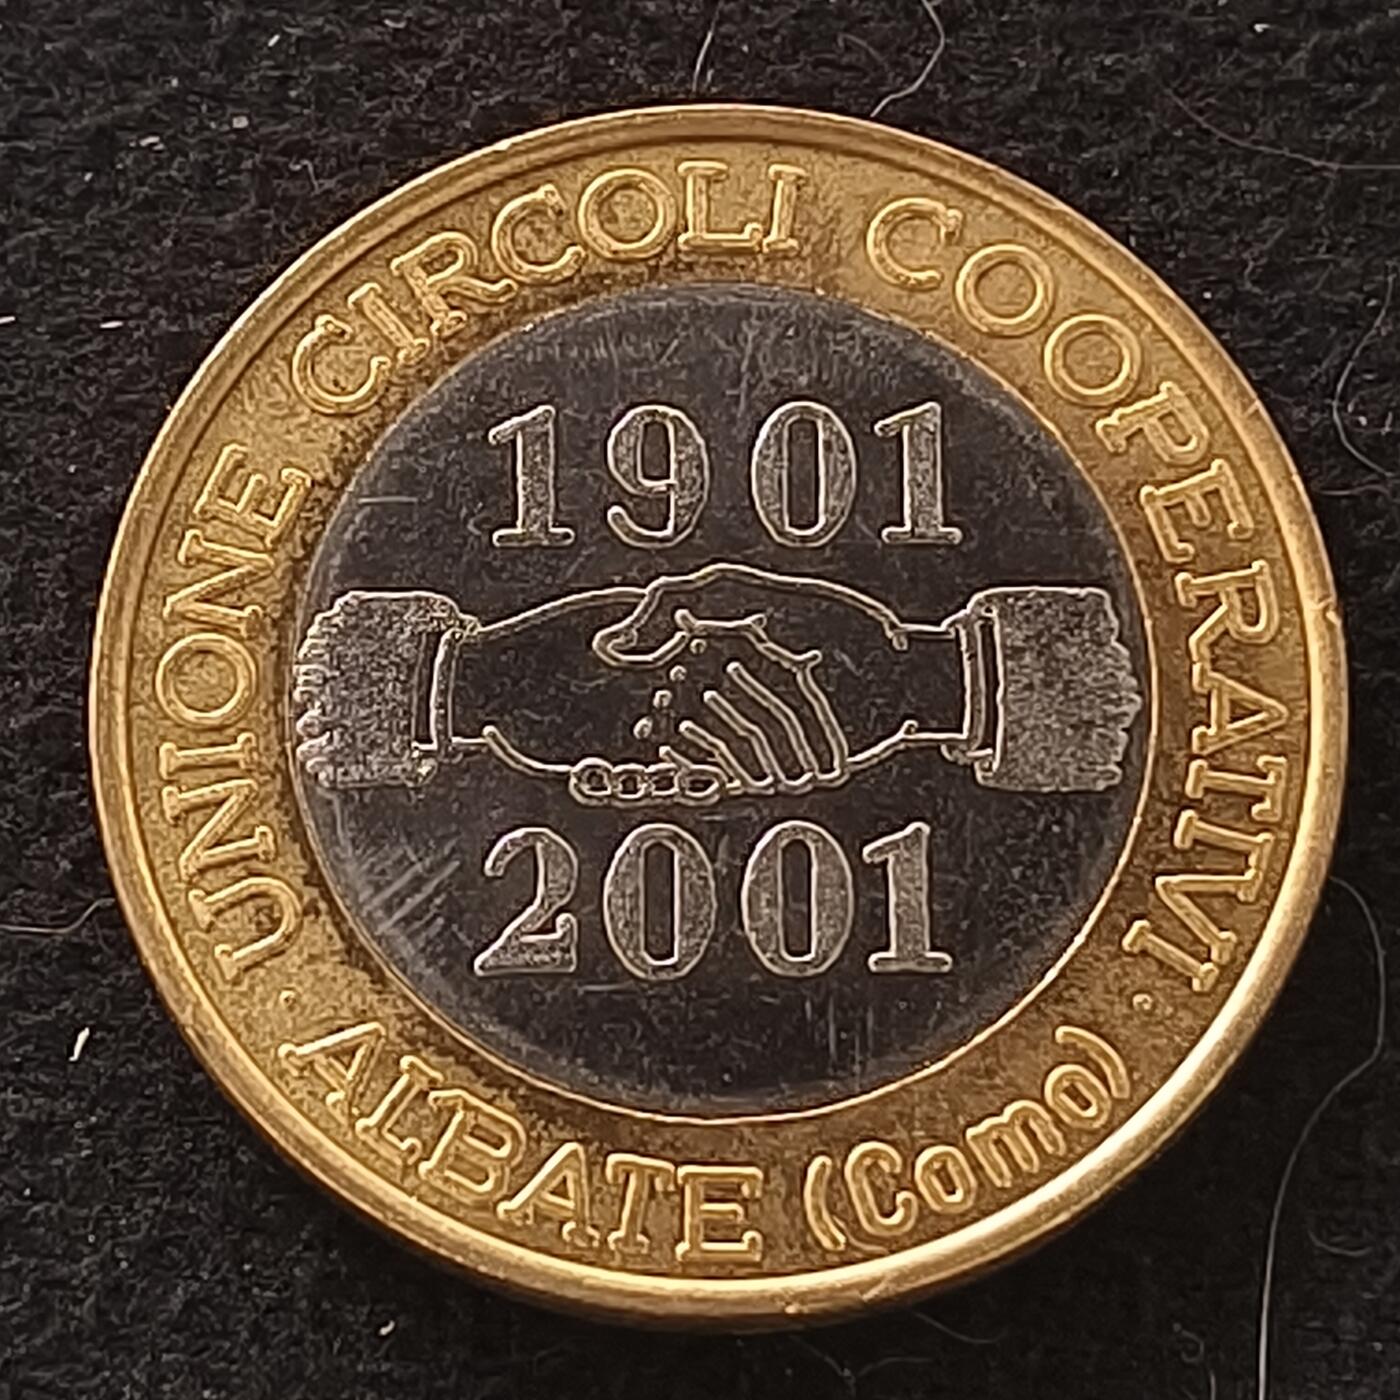 UNIONE CIRCOLI COOPERATIVI
1901
2001
· ALBATE (Como) ·